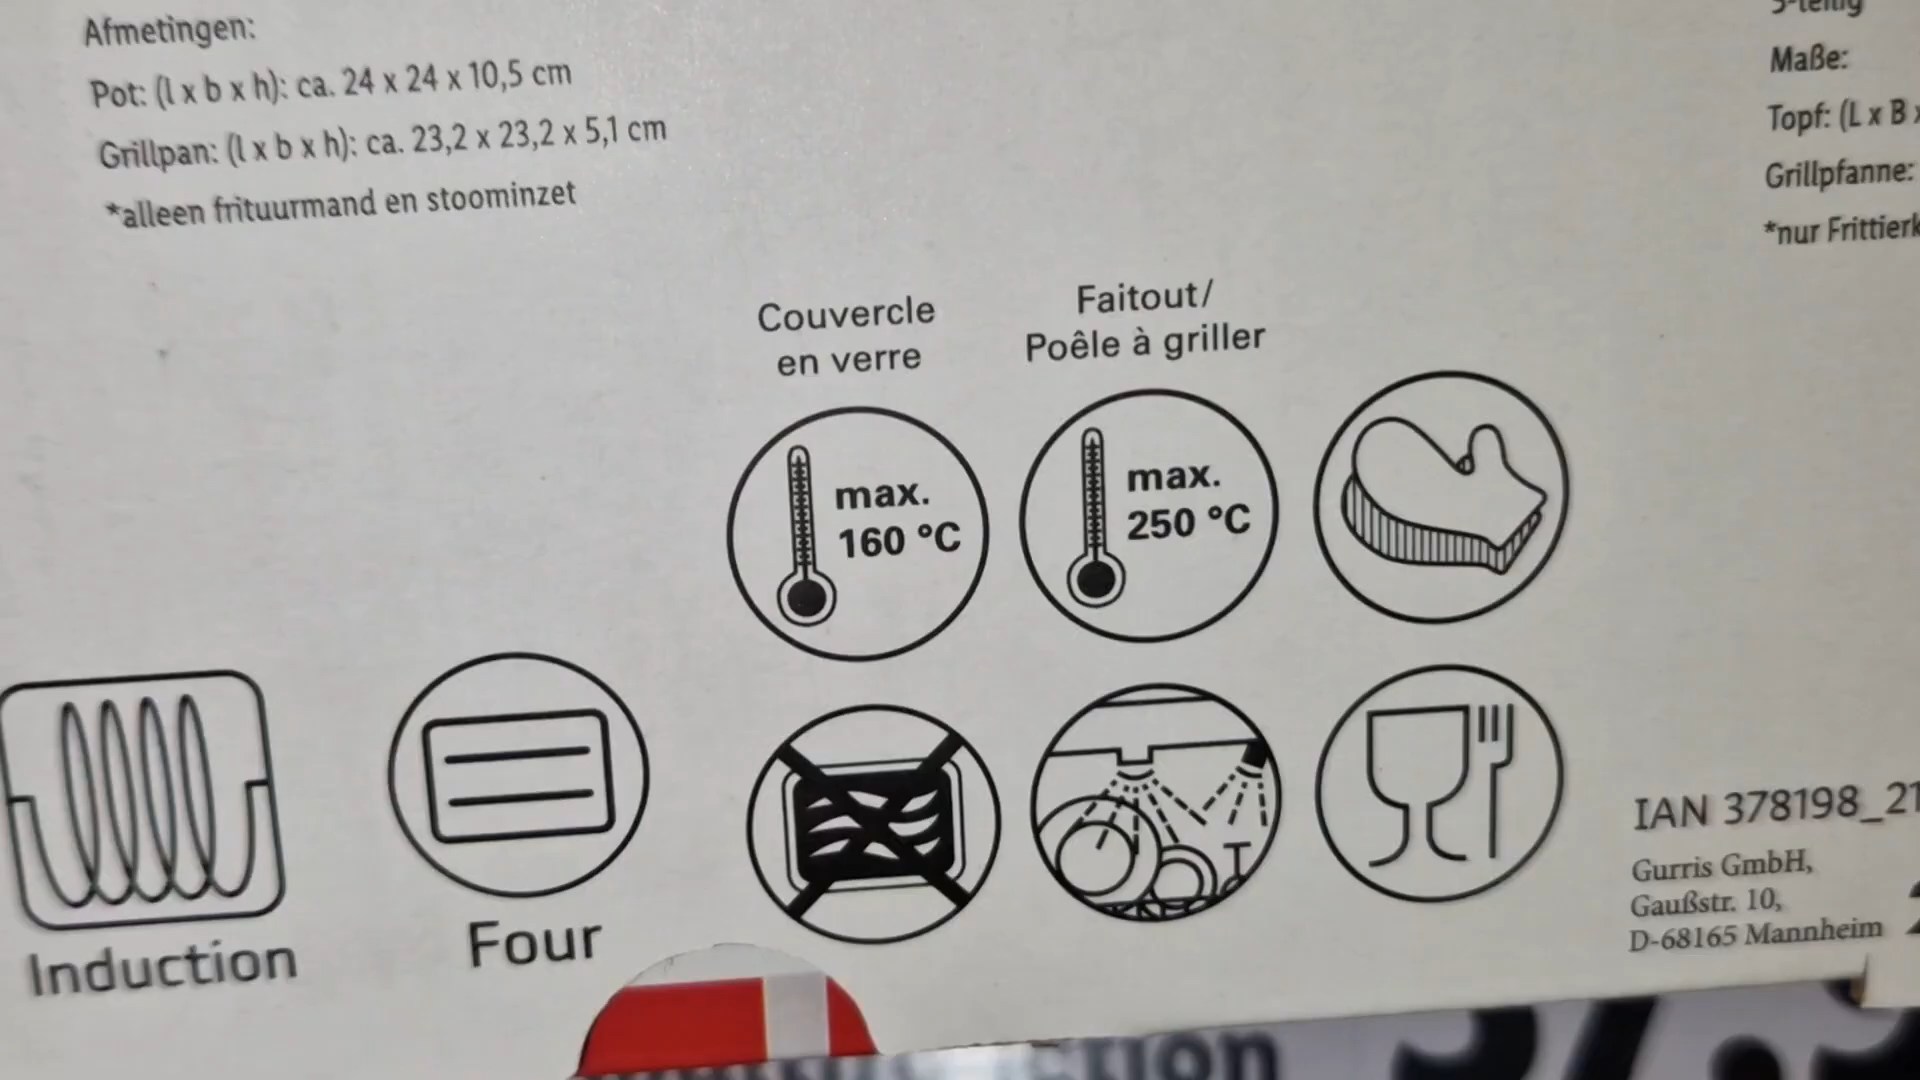 Afmetingen:
Pot: (l x b x h): ca. 24 x 24 x 10,5 cm
Grillpan: (l x b x h): ca. 23,2 x 23,2 x 5,1 cm
*alleen frituurmand en stoominzet
Maße:
Topf: (L x B x
Grillpfanne:
*nur
Couvercle
en verre
Faitout/
Poêle à griller
max.
160 °C
max.
250 °C
Induction
Four
IAN 378198_21
Gurris GmbH,
Gaußstr. 10,
D-68165 Mannheim